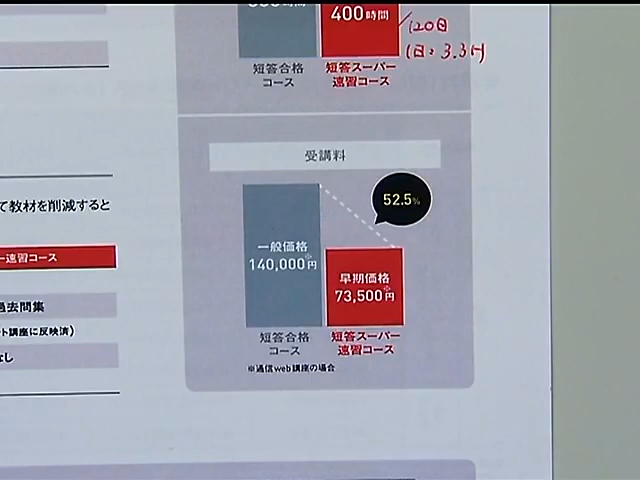 400時間
120日
1日:3.3H
短答合格
コース
短答スーパー
速習コース
受講料
て教材を削減すると
52.5%
一般価格
140,000円※
早期価格
73,500円※
ー速習コース
過去問集
ト講座に反映済)
なし
短答合格
コース
短答スーパー
速習コース
※通信web講座の場合